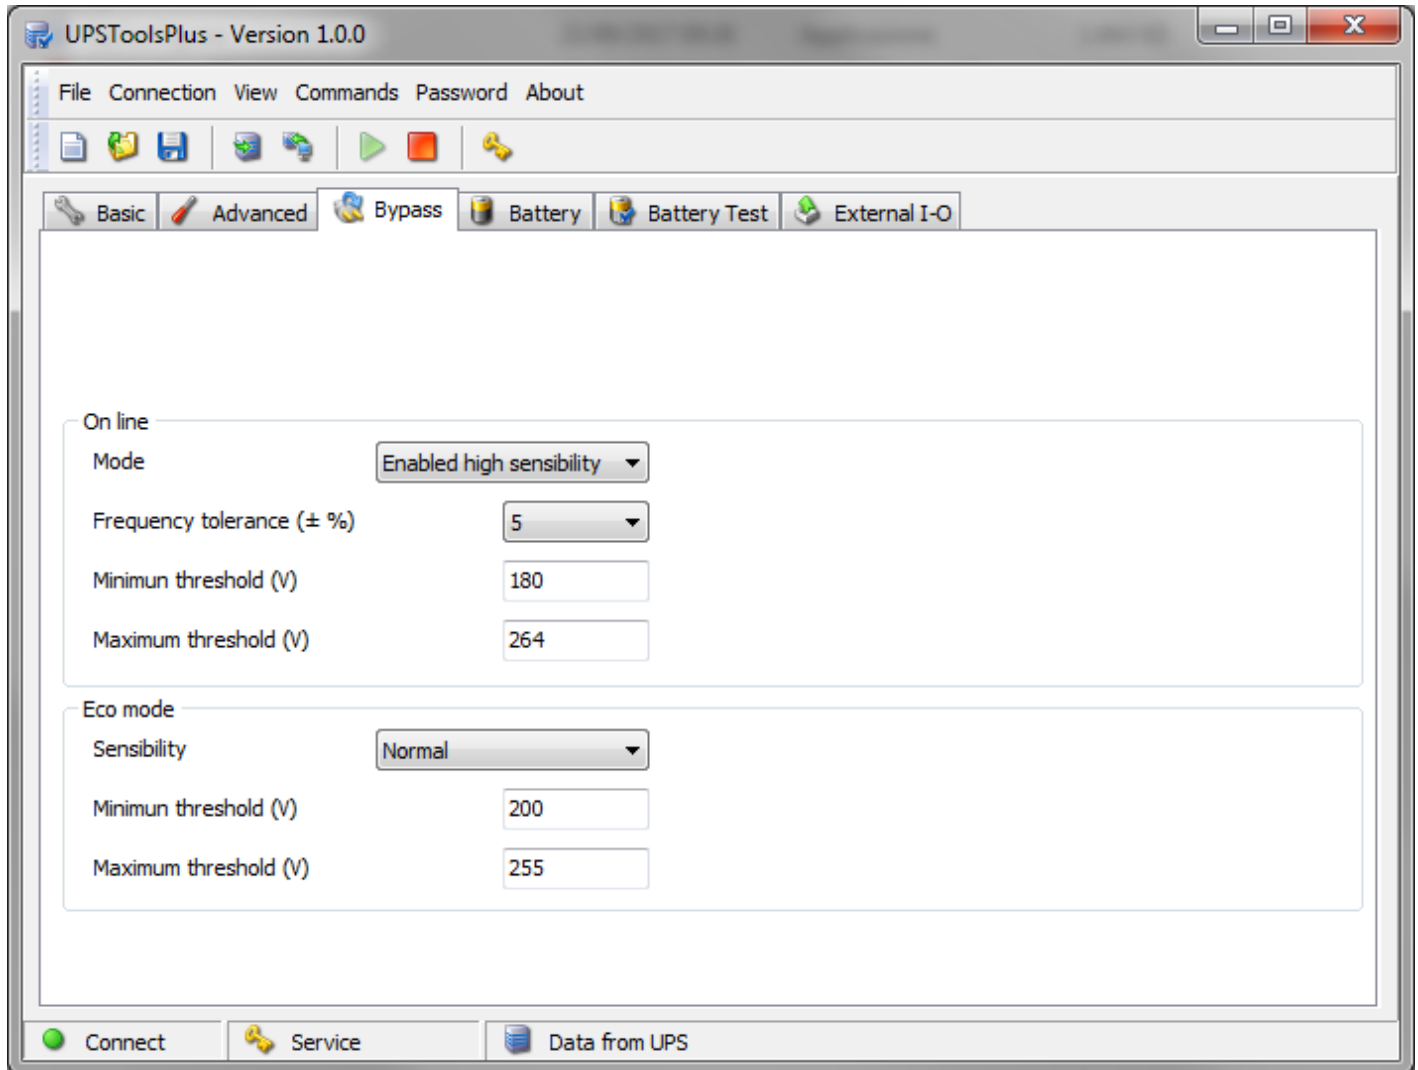 UPSToolsPlus - Version 1.0.0
File Connection View Commands Password About
Basic Advanced Bypass Battery Battery Test External I-O
On line
Mode Enabled high sensibility
Frequency tolerance (± %) 5
Minimun threshold (V) 180
Maximum threshold (V) 264
Eco mode
Sensibility Normal
Minimun threshold (V) 200
Maximum threshold (V) 255
Connect Service Data from UPS